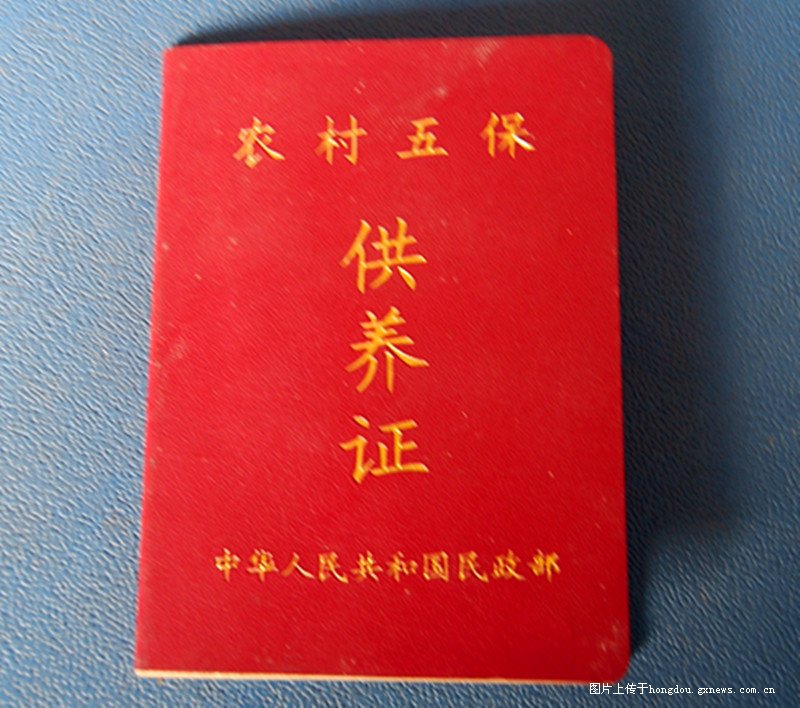 农村五保
供
养
证
中华人民共和国民政部
图片上传于hongdou.gxnews.com.cn